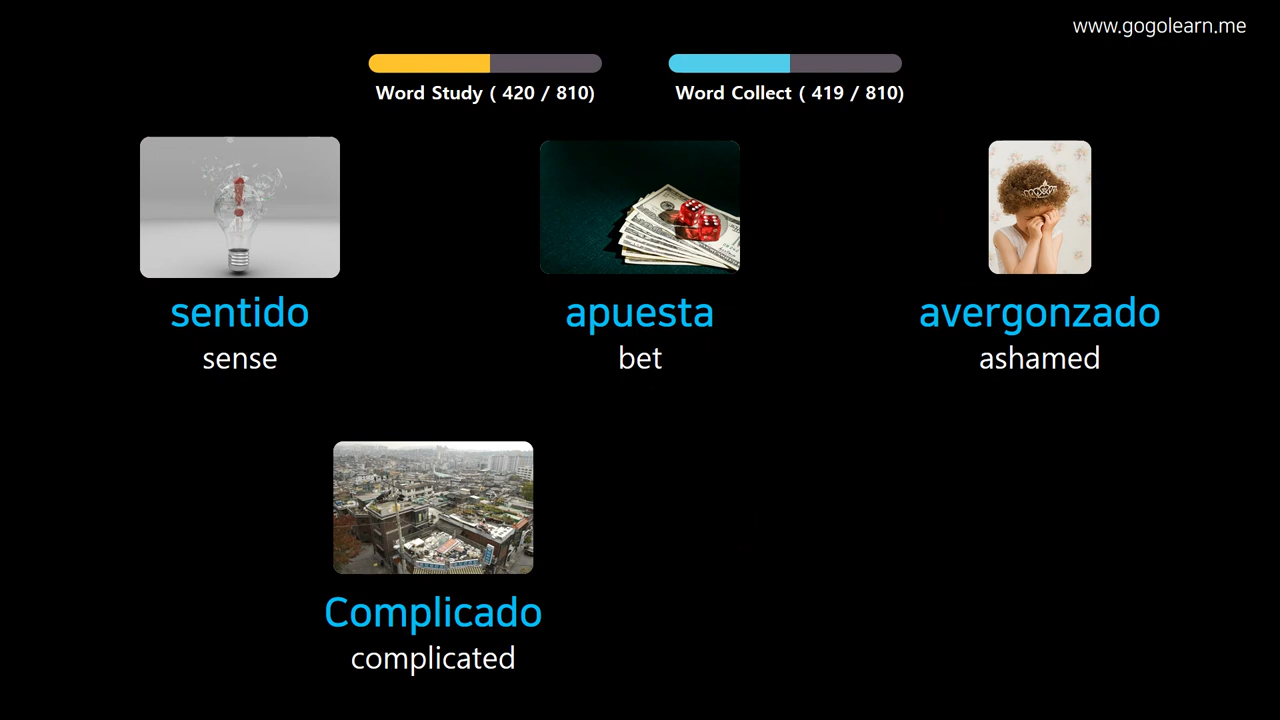 www.gogolearn.me
Word Study ( 420 / 810)
Word Collect ( 419 / 810)
sentido
sense
apuesta
bet
avergonzado
ashamed
Complicado
complicated